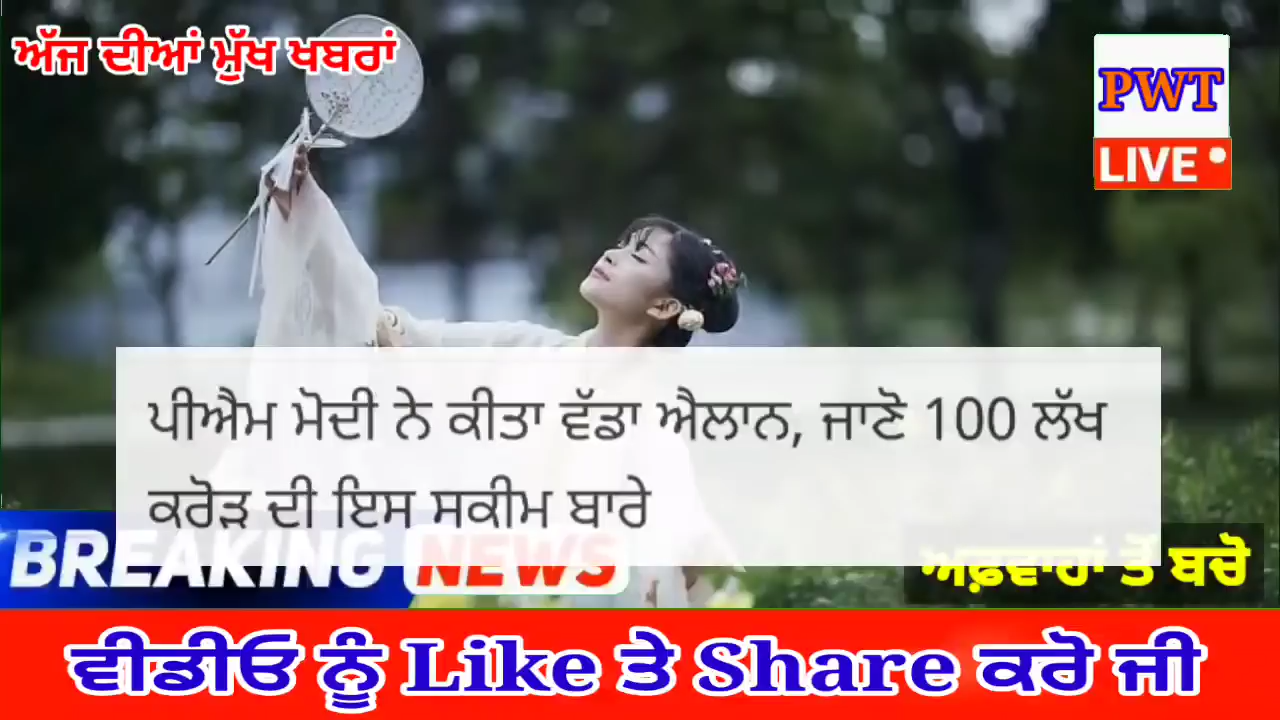 ਅੱਜ ਦੀਆਂ ਮੁੱਖ ਖਬਰਾਂ
PWT
LIVE
ਪੀਐਮ ਮੋਦੀ ਨੇ ਕੀਤਾ ਵੱਡਾ ਐਲਾਨ, ਜਾਣੋ 100 ਲੱਖ
ਕਰੋੜ ਦੀ ਇਸ ਸਕੀਮ ਬਾਰੇ
BREAKING NEWS
ਅਫ਼ਵਾਹਾਂ ਤੋਂ ਬਚੋ
ਵੀਡੀਓ ਨੂੰ Like ਤੇ Share ਕਰੋ ਜੀ